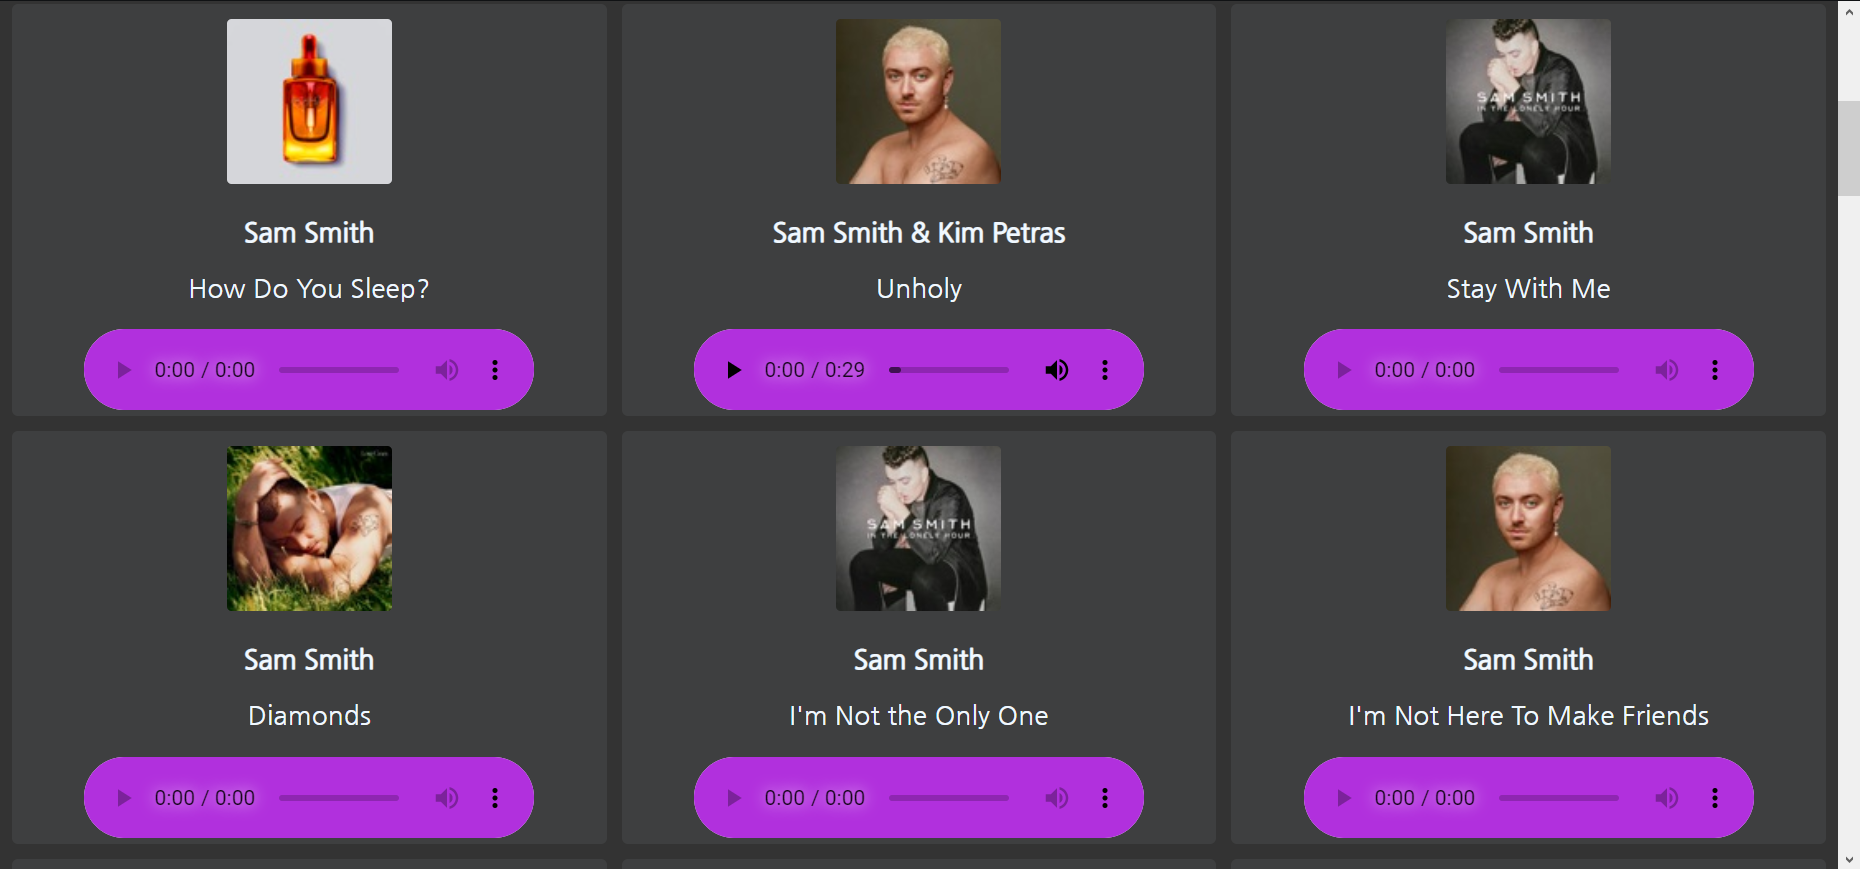 SAM SMITH
IN THE LONELY HOUR
Sam Smith
Sam Smith & Kim Petras
Sam Smith
How Do You Sleep?
Unholy
Stay With Me
0:00 / 0:00
0:00 / 0:29
0:00 / 0:00
SAM SMITH
IN THE LONELY HOUR
Sam Smith
Sam Smith
Sam Smith
Diamonds
I'm Not the Only One
I'm Not Here To Make Friends
0:00 / 0:00
0:00 / 0:00
0:00 / 0:00